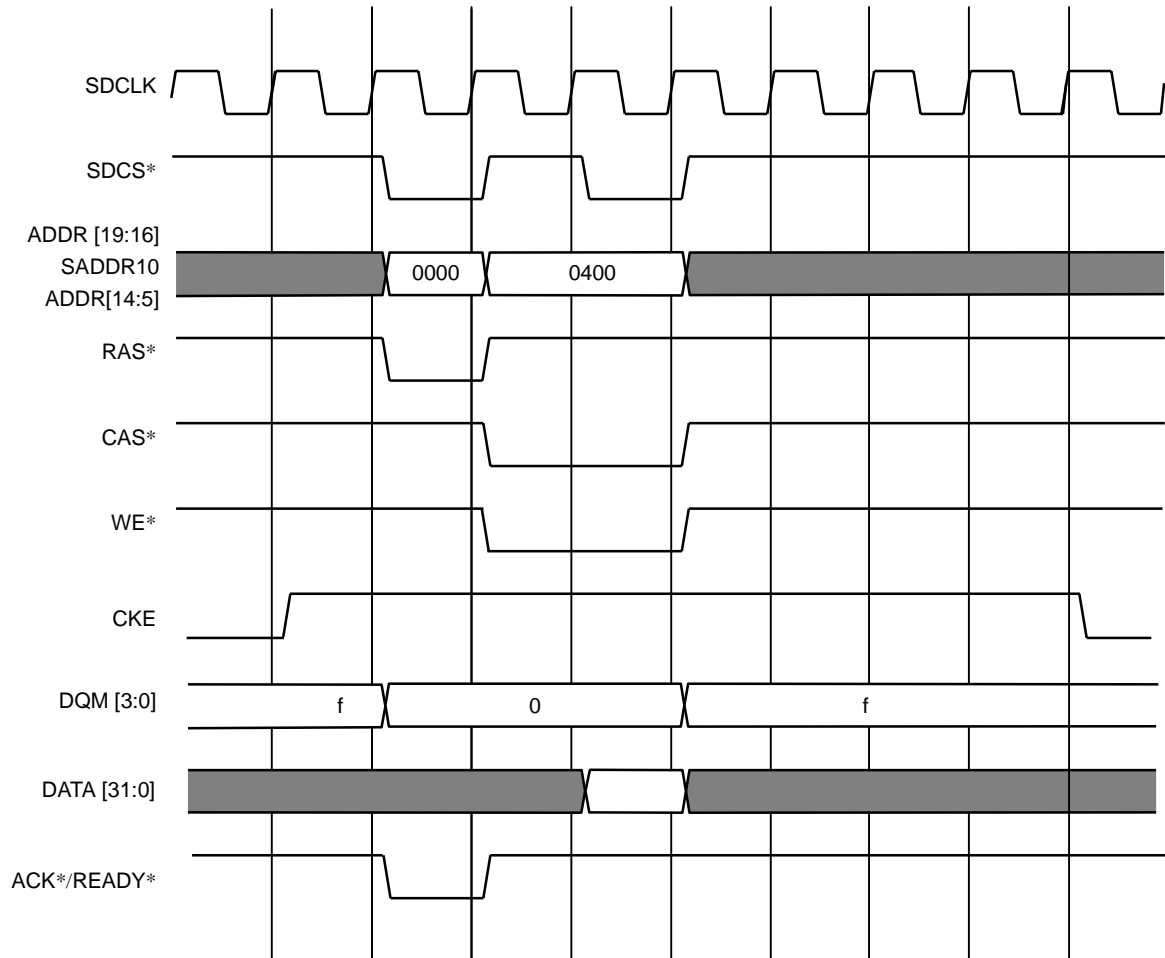 SDCLK
SDCS*
ADDR [19:16]
SADDR10
ADDR[14:5]
0000
0400
RAS*
CAS*
WE*
CKE
DQM [3:0]
f
0
f
DATA [31:0]
ACK*/READY*